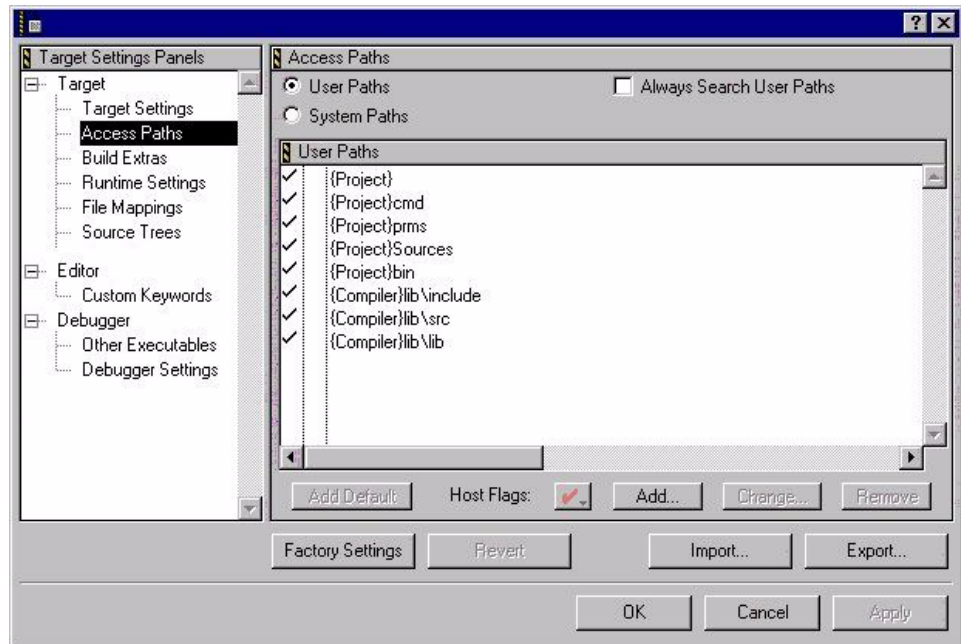 Target Settings Panels
Target
Target Settings
Access Paths
Build Extras
Runtime Settings
File Mappings
Source Trees
Editor
Custom Keywords
Debugger
Other Executables
Debugger Settings
Access Paths
User Paths
Always Search User Paths
System Paths
User Paths
{Project}
{Project}cmd
{Project}prms
{Project}Sources
{Project}bin
{Compiler}lib\include
{Compiler}lib\src
{Compiler}lib\lib
Add Default
Host Flags:
Add...
Change...
Remove
Factory Settings
Revert
Import...
Export...
OK
Cancel
Apply